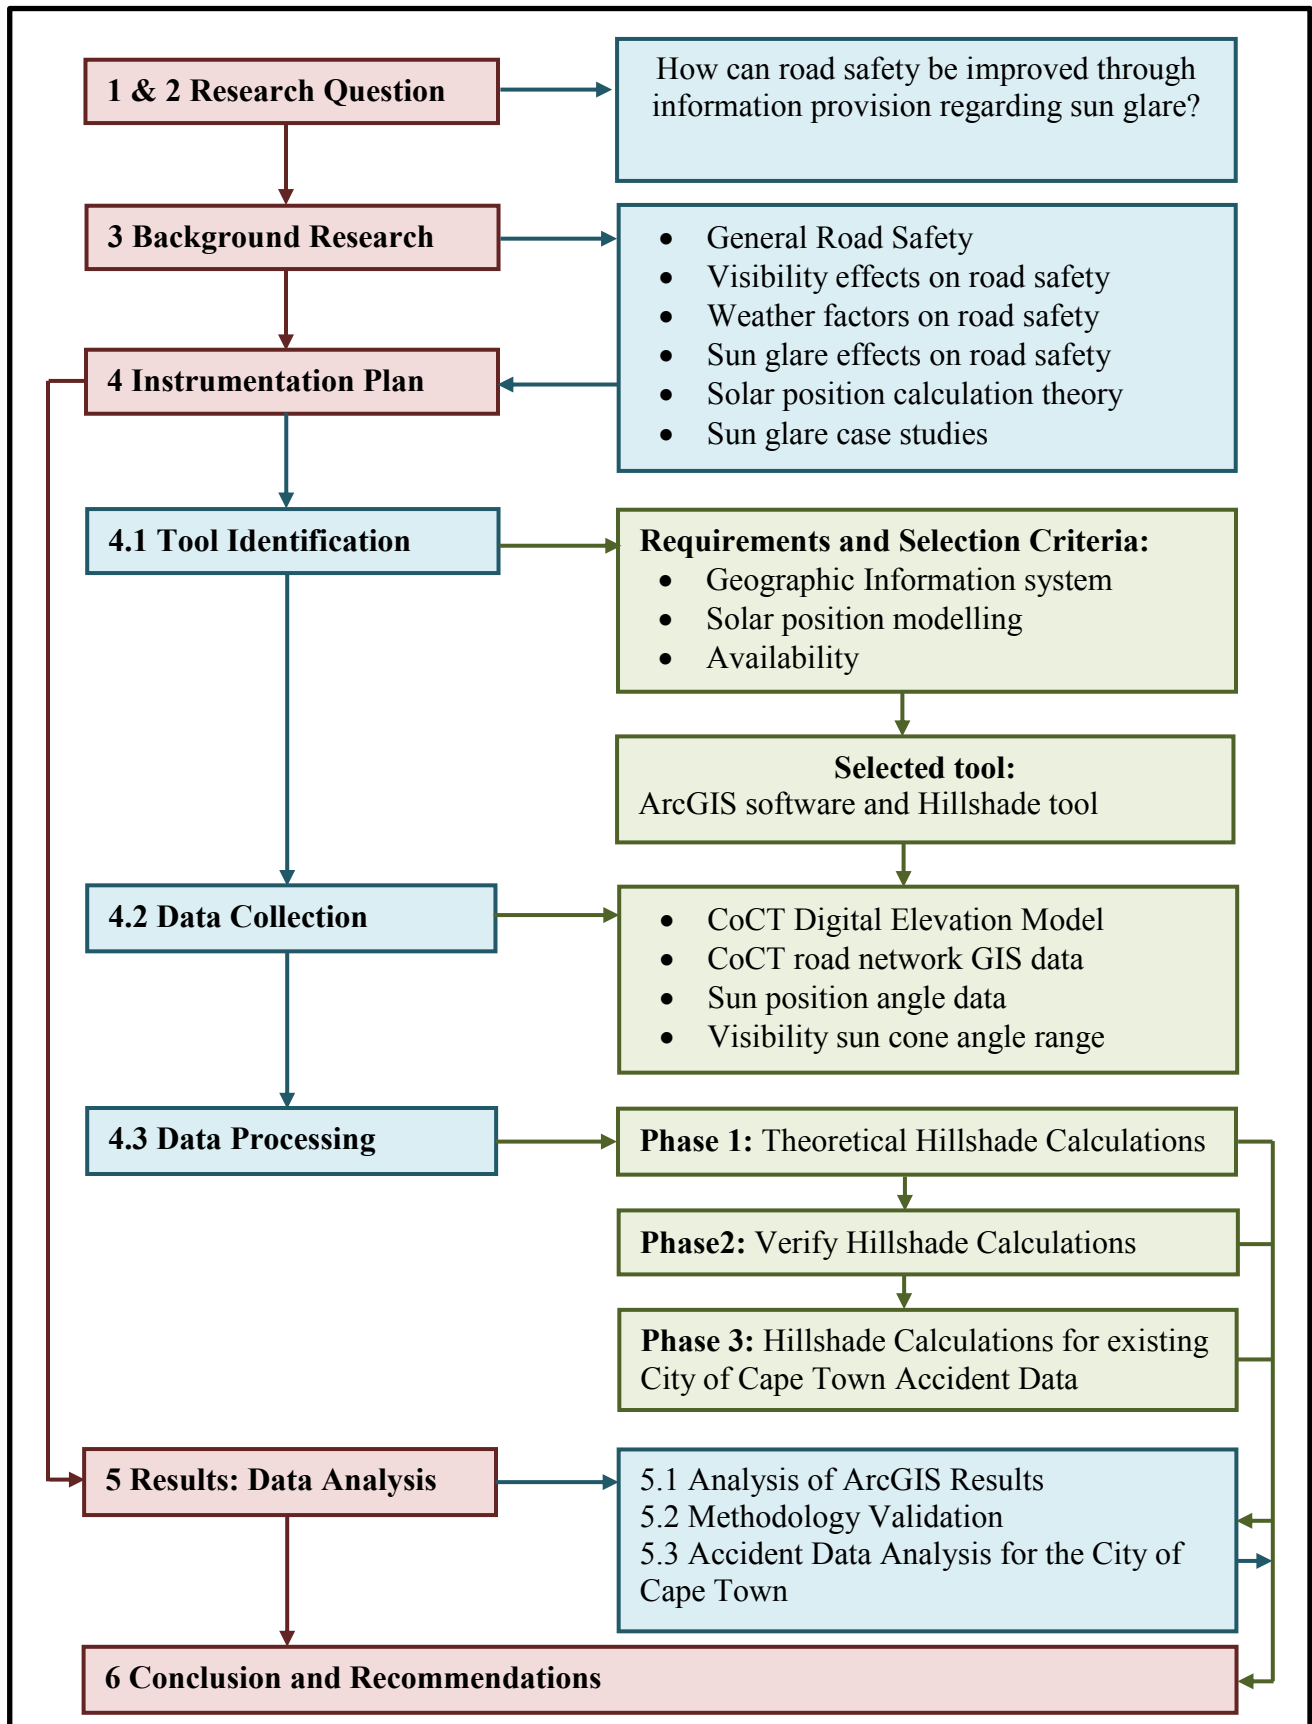 1 & 2 Research Question
How can road safety be improved through
information provision regarding sun glare?
3 Background Research
• General Road Safety
• Visibility effects on road safety
• Weather factors on road safety
• Sun glare effects on road safety
• Solar position calculation theory
• Sun glare case studies
4 Instrumentation Plan
4.1 Tool Identification
Requirements and Selection Criteria:
• Geographic Information system
• Solar position modelling
• Availability
Selected tool:
ArcGIS software and Hillshade tool
4.2 Data Collection
• CoCT Digital Elevation Model
• CoCT road network GIS data
• Sun position angle data
• Visibility sun cone angle range
4.3 Data Processing
Phase 1: Theoretical Hillshade Calculations
Phase2: Verify Hillshade Calculations
Phase 3: Hillshade Calculations for existing
City of Cape Town Accident Data
5 Results: Data Analysis
5.1 Analysis of ArcGIS Results
5.2 Methodology Validation
5.3 Accident Data Analysis for the City of
Cape Town
6 Conclusion and Recommendations